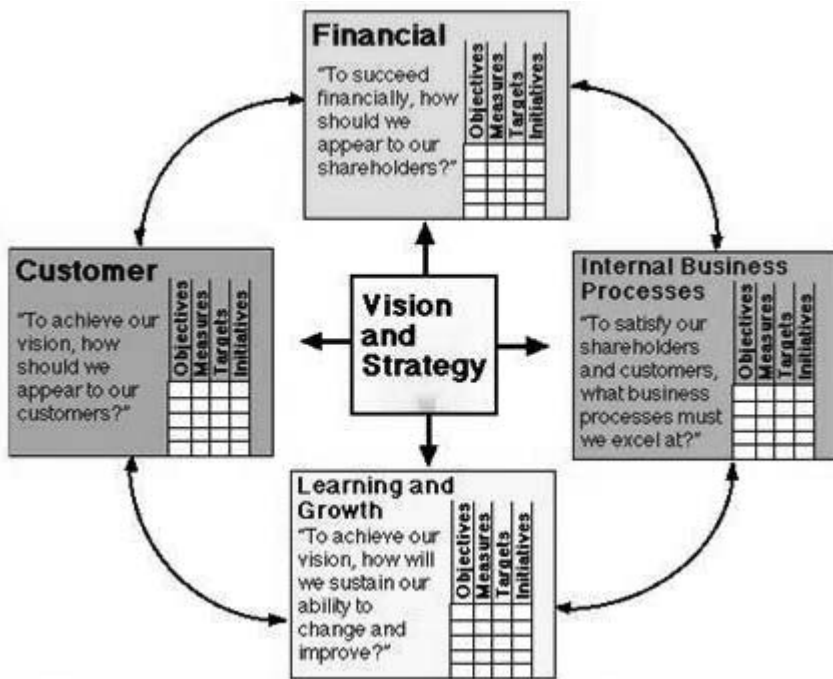 Financial
"To succeed
financially, how
should we
appear to our
shareholders?"
Objectives
Measures
Targets
Initiatives
Customer
"To achieve our
vision, how
should we
appear to our
customers?"
Objectives
Measures
Targets
Initiatives
Vision
and
Strategy
Internal Business
Processes
"To satisfy our
shareholders
and customers,
what business
processes must
we excel at?"
Objectives
Measures
Targets
Initiatives
Learning and
Growth
"To achieve our
vision, how will
we sustain our
ability to
change and
improve?"
Objectives
Measures
Targets
Initiatives